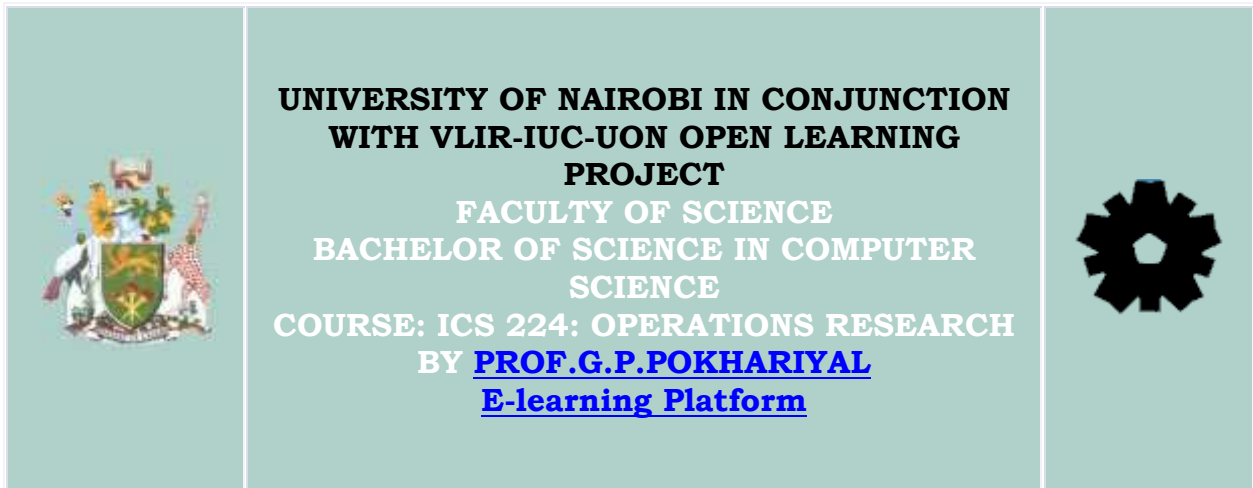 UNIVERSITY OF NAIROBI IN CONJUNCTION
WITH VLIR-IUC-UON OPEN LEARNING
PROJECT
FACULTY OF SCIENCE
BACHELOR OF SCIENCE IN COMPUTER
SCIENCE
COURSE: ICS 224: OPERATIONS RESEARCH
BY PROF.G.P.POKHARIYAL
E-learning Platform